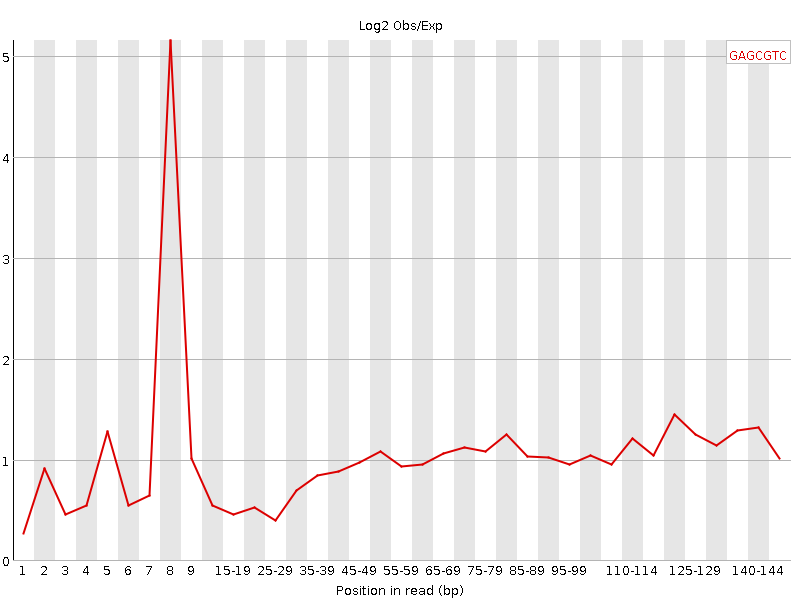 Log2 Obs/Exp
GAGCGTC
5
4
3
2
1
0
1 2 3 4 5 6 7 8 9 15-19 25-29 35-39 45-49 55-59 65-69 75-79 85-89 95-99 110-114 125-129 140-144
Position in read (bp)